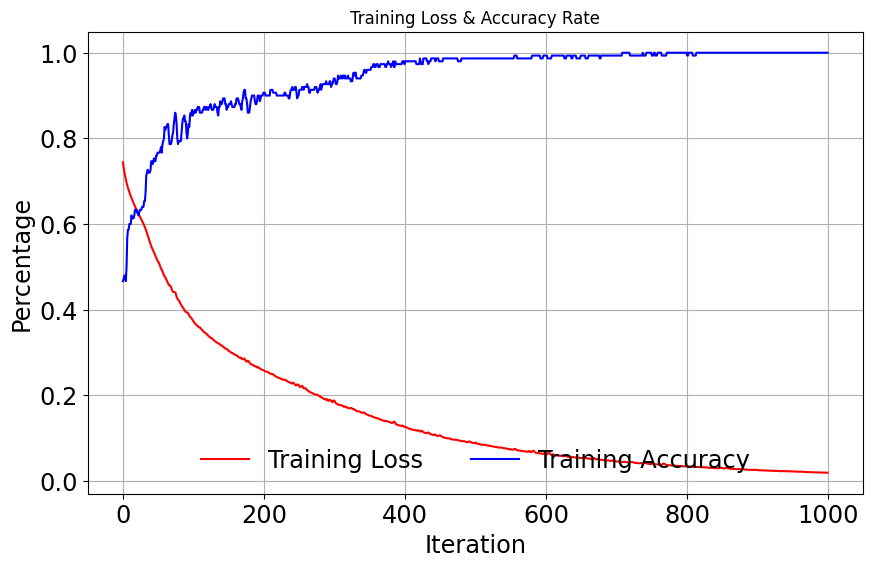 Training Loss & Accuracy Rate
1.0
0.8
0.6
0.4
0.2
0.0
Percentage
Training Loss Training Accuracy
0 200 400 600 800 1000
Iteration